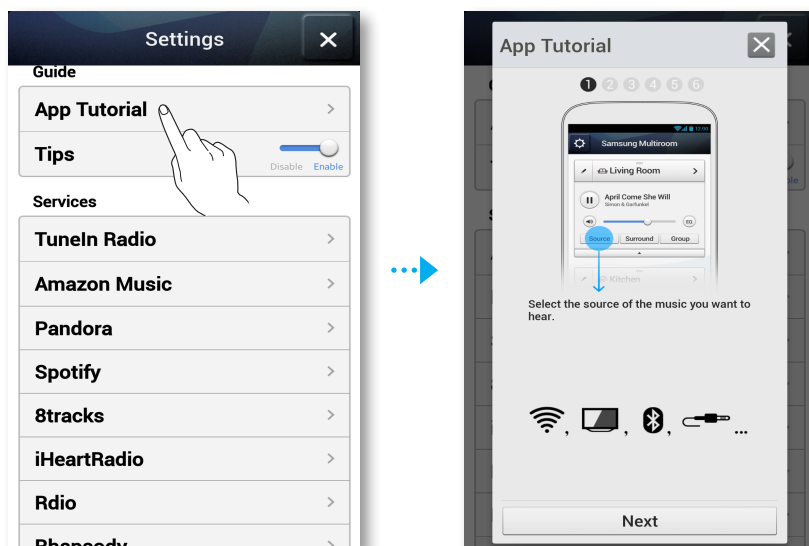 Settings
Guide
App Tutorial
Tips
Disable Enable
Services
TuneIn Radio
Amazon Music
Pandora
Spotify
8tracks
iHeartRadio
Rdio
Rhapsody
App Tutorial
1 2 3 4 5 6
12:00
Samsung Multiroom
Living Room
April Come She Will
Simon & Garfunkel
EQ
Source Surround Group
Kitchen
Select the source of the music you want to
hear.
, , , ...
Next